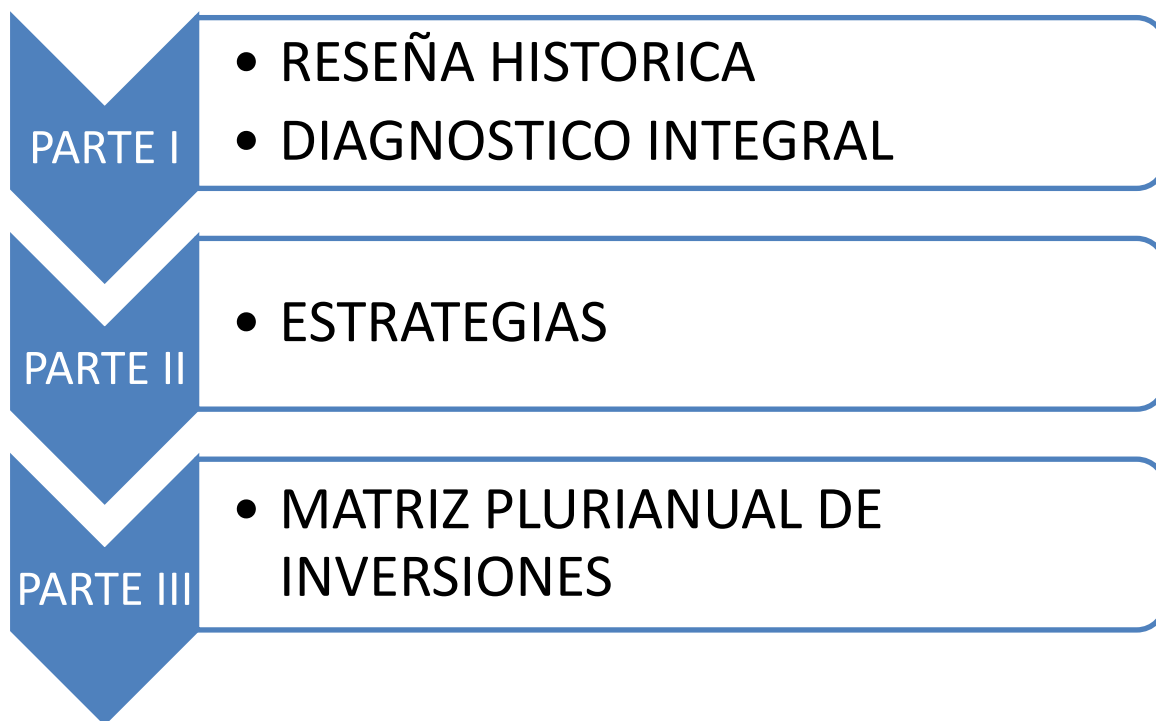 PARTE I
• RESEÑA HISTORICA
• DIAGNOSTICO INTEGRAL
PARTE II
• ESTRATEGIAS
PARTE III
• MATRIZ PLURIANUAL DE
INVERSIONES